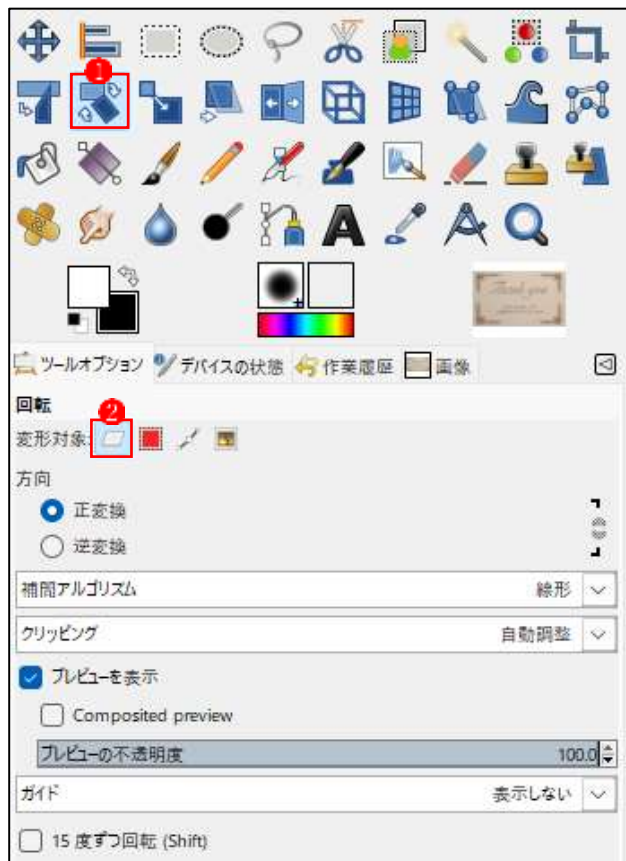 1
A
Thank you
ツールオプション デバイスの状態 作業履歴 画像
回転
2
変形対象:
方向
正変換
逆変換
補間アルゴリズム 線形
クリッピング 自動調整
プレビューを表示
Composited preview
プレビューの不透明度 100.0
ガイド 表示しない
15 度ずつ回転 (Shift)